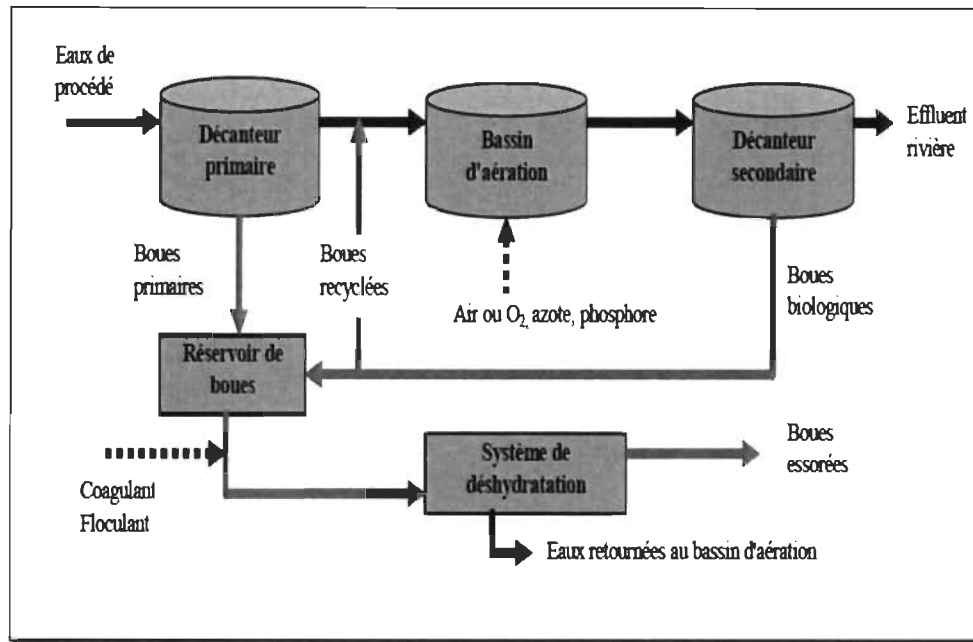 Eaux de
procédé
Décanteur
primaire
Bassin
d'aération
Décanteur
secondaire
Effluent
rivière
Boues
primaires
Boues
recyclées
Air ou O₂, azote, phosphore
Boues
biologiques
Réservoir de
boues
Coagulant
Floculant
Système de
déshydratation
Boues
essorées
Eaux retournées au bassin d'aération